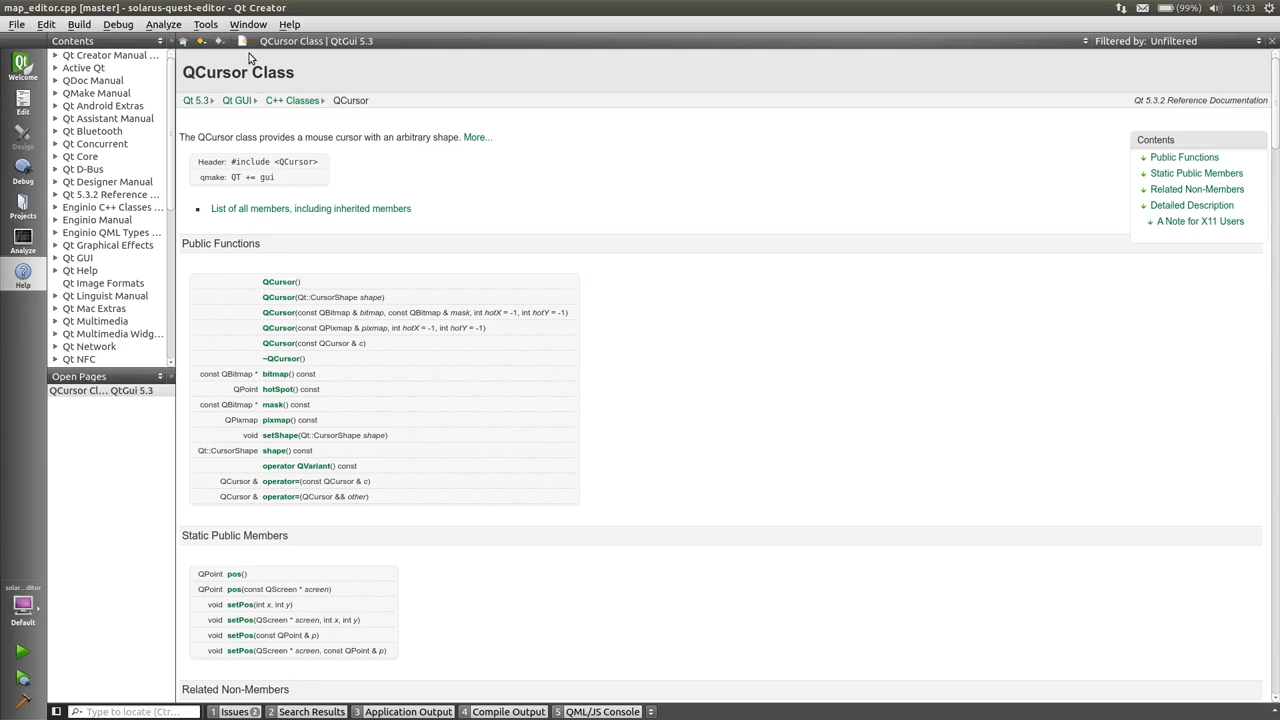 map_editor.cpp [master] - solarus-quest-editor - Qt Creator
(99%) 16:33
File Edit Build Debug Analyze Tools Window Help
Contents
QCursor Class | QtGui 5.3
Filtered by: Unfiltered
Welcome
Edit
Design
Debug
Projects
Analyze
Help
solar...ditor
Default
Qt Creator Manual ...
Active Qt
QDoc Manual
QMake Manual
Qt Android Extras
Qt Assistant Manual
Qt Bluetooth
Qt Concurrent
Qt Core
Qt D-Bus
Qt Designer Manual
Qt 5.3.2 Reference ...
Enginio C++ Classes ...
Enginio Manual
Enginio QML Types ...
Qt Graphical Effects
Qt GUI
Qt Help
Qt Image Formats
Qt Linguist Manual
Qt Mac Extras
Qt Multimedia
Qt Multimedia Widg...
Qt Network
Qt NFC
Open Pages
QCursor Cl... QtGui 5.3
QCursor Class
Qt 5.3 Qt GUI C++ Classes QCursor
Qt 5.3.2 Reference Documentation
The QCursor class provides a mouse cursor with an arbitrary shape. More...
Header: #include <QCursor>
qmake: QT += gui
List of all members, including inherited members
Contents
Public Functions
Static Public Members
Related Non-Members
Detailed Description
A Note for X11 Users
Public Functions
QCursor()
QCursor(Qt::CursorShape shape)
QCursor(const QBitmap & bitmap, const QBitmap & mask, int hotX = -1, int hotY = -1)
QCursor(const QPixmap & pixmap, int hotX = -1, int hotY = -1)
QCursor(const QCursor & c)
~QCursor()
const QBitmap * bitmap() const
QPoint hotSpot() const
const QBitmap * mask() const
QPixmap pixmap() const
void setShape(Qt::CursorShape shape)
Qt::CursorShape shape() const
operator QVariant() const
QCursor & operator=(const QCursor & c)
QCursor & operator=(QCursor && other)
Static Public Members
QPoint pos()
QPoint pos(const QScreen * screen)
void setPos(int x, int y)
void setPos(QScreen * screen, int x, int y)
void setPos(const QPoint & p)
void setPos(QScreen * screen, const QPoint & p)
Related Non-Members
Type to locate (Ctrl...
1 Issues 2
2 Search Results
3 Application Output
4 Compile Output
5 QML/JS Console